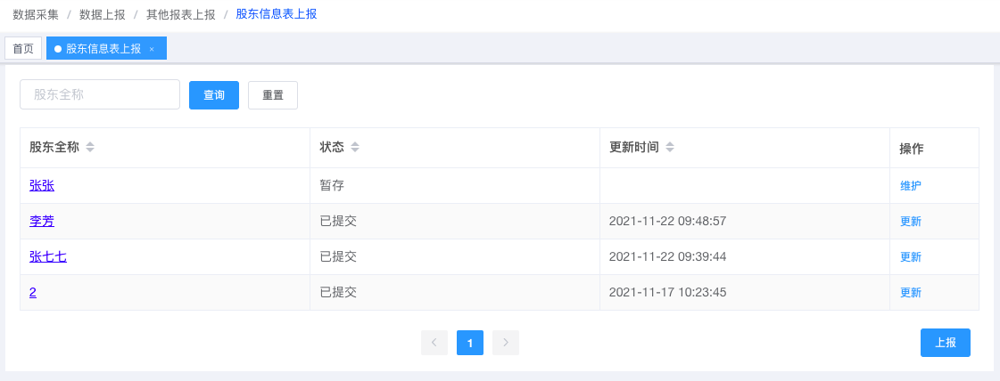 数据采集 / 数据上报 / 其他报表上报 / 股东信息表上报
首页 股东信息表上报 ×
股东全称 查询 重置
股东全称 状态 更新时间 操作
张张 暂存 维护
李芳 已提交 2021-11-22 09:48:57 更新
张七七 已提交 2021-11-22 09:39:44 更新
2 已提交 2021-11-17 10:23:45 更新
1 上报